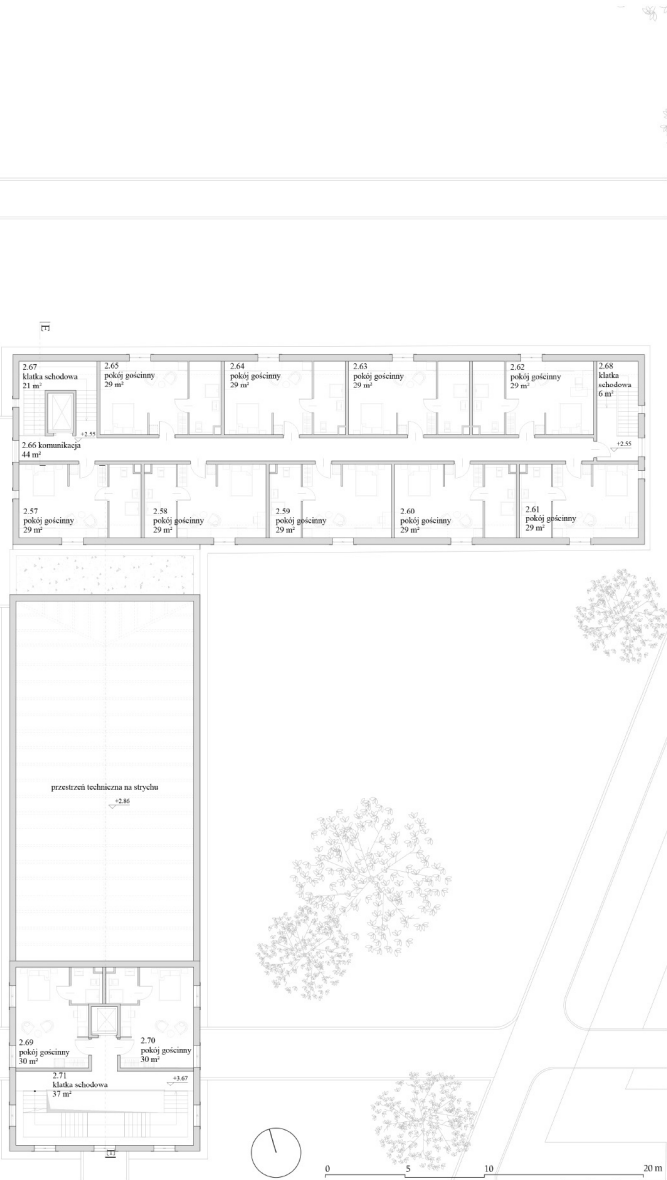 E
2.67
klatka schodowa
21 m²
2.65
pokój gościnny
29 m²
2.64
pokój gościnny
29 m²
2.63
pokój gościnny
29 m²
2.62
pokój gościnny
29 m²
2.68
klatka
schodowa
6 m²
+2.55
2.66 komunikacja
44 m²
+2.55
2.57
pokój gościnny
29 m²
2.58
pokój gościnny
29 m²
2.59
pokój gościnny
29 m²
2.60
pokój gościnny
29 m²
2.61
pokój gościnny
29 m²
przestrzeń techniczna na strychu
+2.86
2.69
pokój gościnny
30 m²
2.70
pokój gościnny
30 m²
2.71
klatka schodowa
37 m²
+3.67
E
0 5 10 20 m